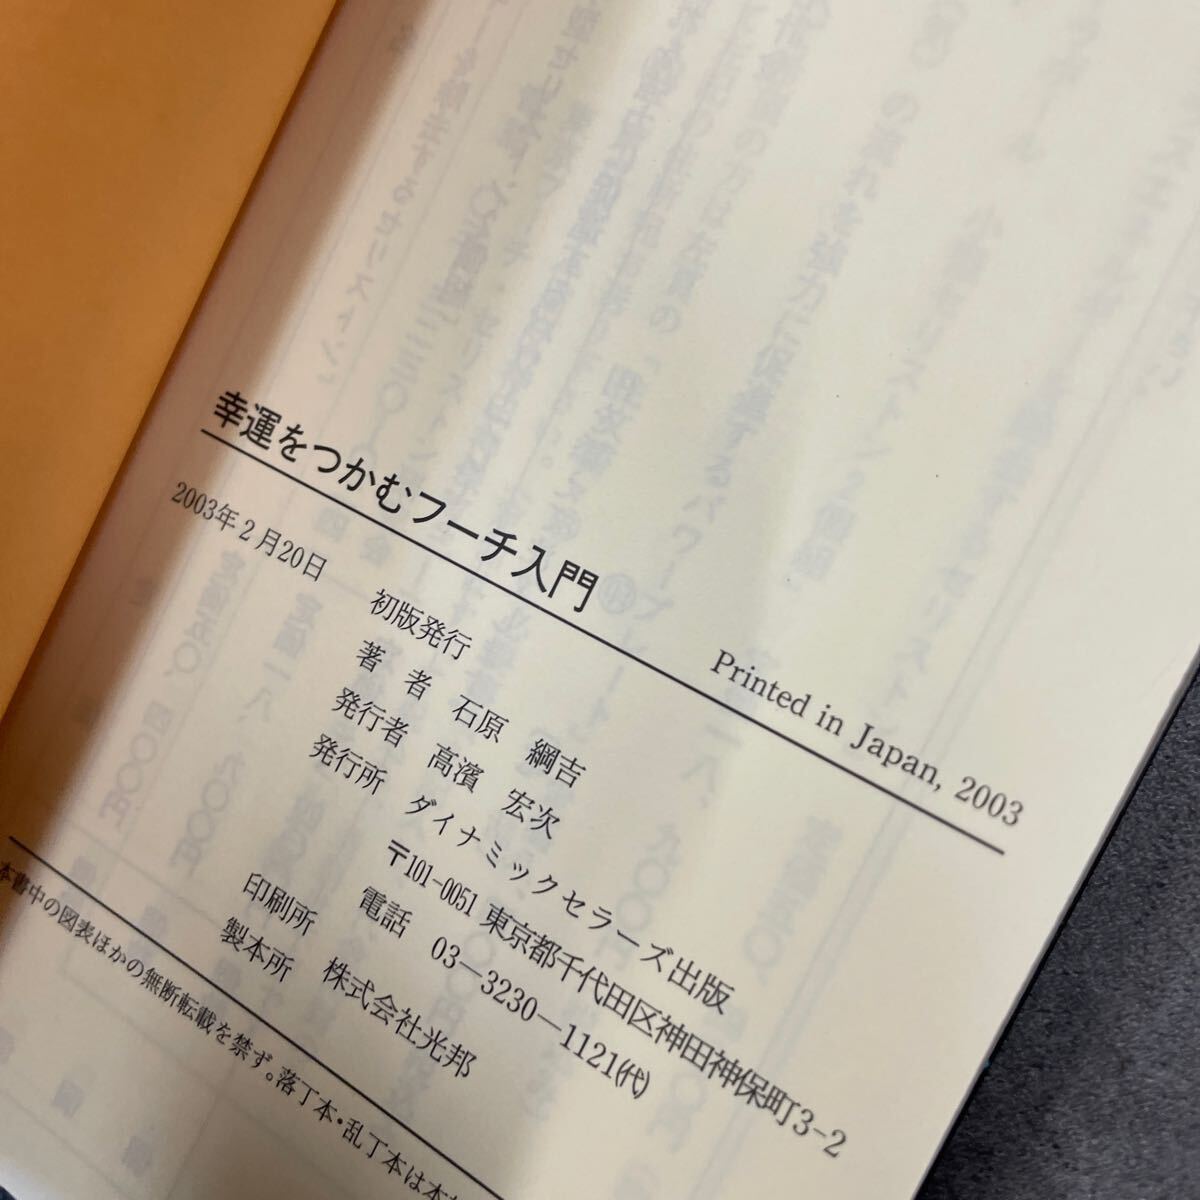 幸運をつかむフーチ入門
Printed in Japan, 2003
2003年2月20日 初版発行
著者 石原 綱吉
発行者 高濱 宏次
発行所 ダイナミックセラーズ出版
〒101-0051 東京都千代田区神田神保町3-2
電話 03―3230―1121(代)
印刷所
製本所 株式会社光邦
本書中の図表ほかの無断転載を禁ず。落丁本・乱丁本は本